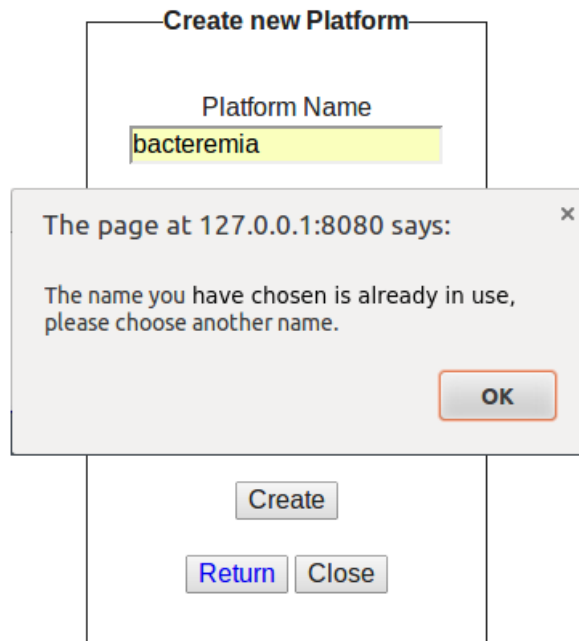 Create new Platform
Platform Name
bacteremia
The page at 127.0.0.1:8080 says:
The name you have chosen is already in use,
please choose another name.
OK
Create
Return Close